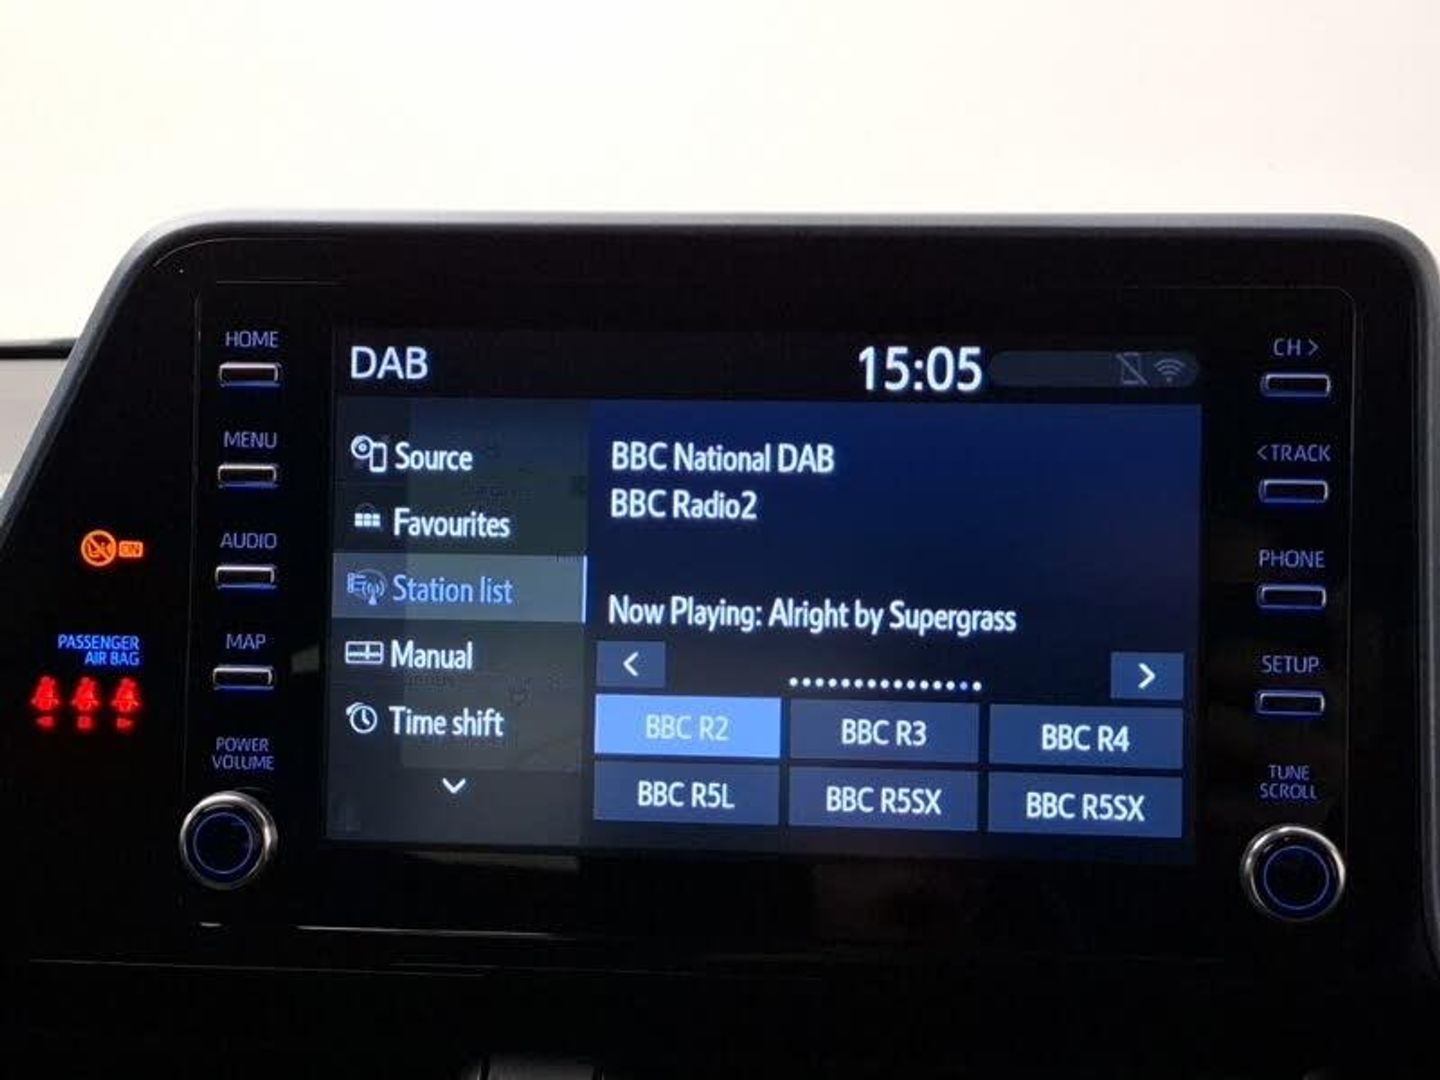 HOME
MENU
AUDIO
MAP
POWER
VOLUME
ON
PASSENGER
AIR BAG
DAB
15:05
Source
Favourites
Station list
Manual
Time shift
BBC National DAB
BBC Radio2
Now Playing: Alright by Supergrass
<
>
BBC R2
BBC R3
BBC R4
BBC R5L
BBC R5SX
BBC R5SX
CH >
< TRACK
PHONE
SETUP
TUNE
SCROLL